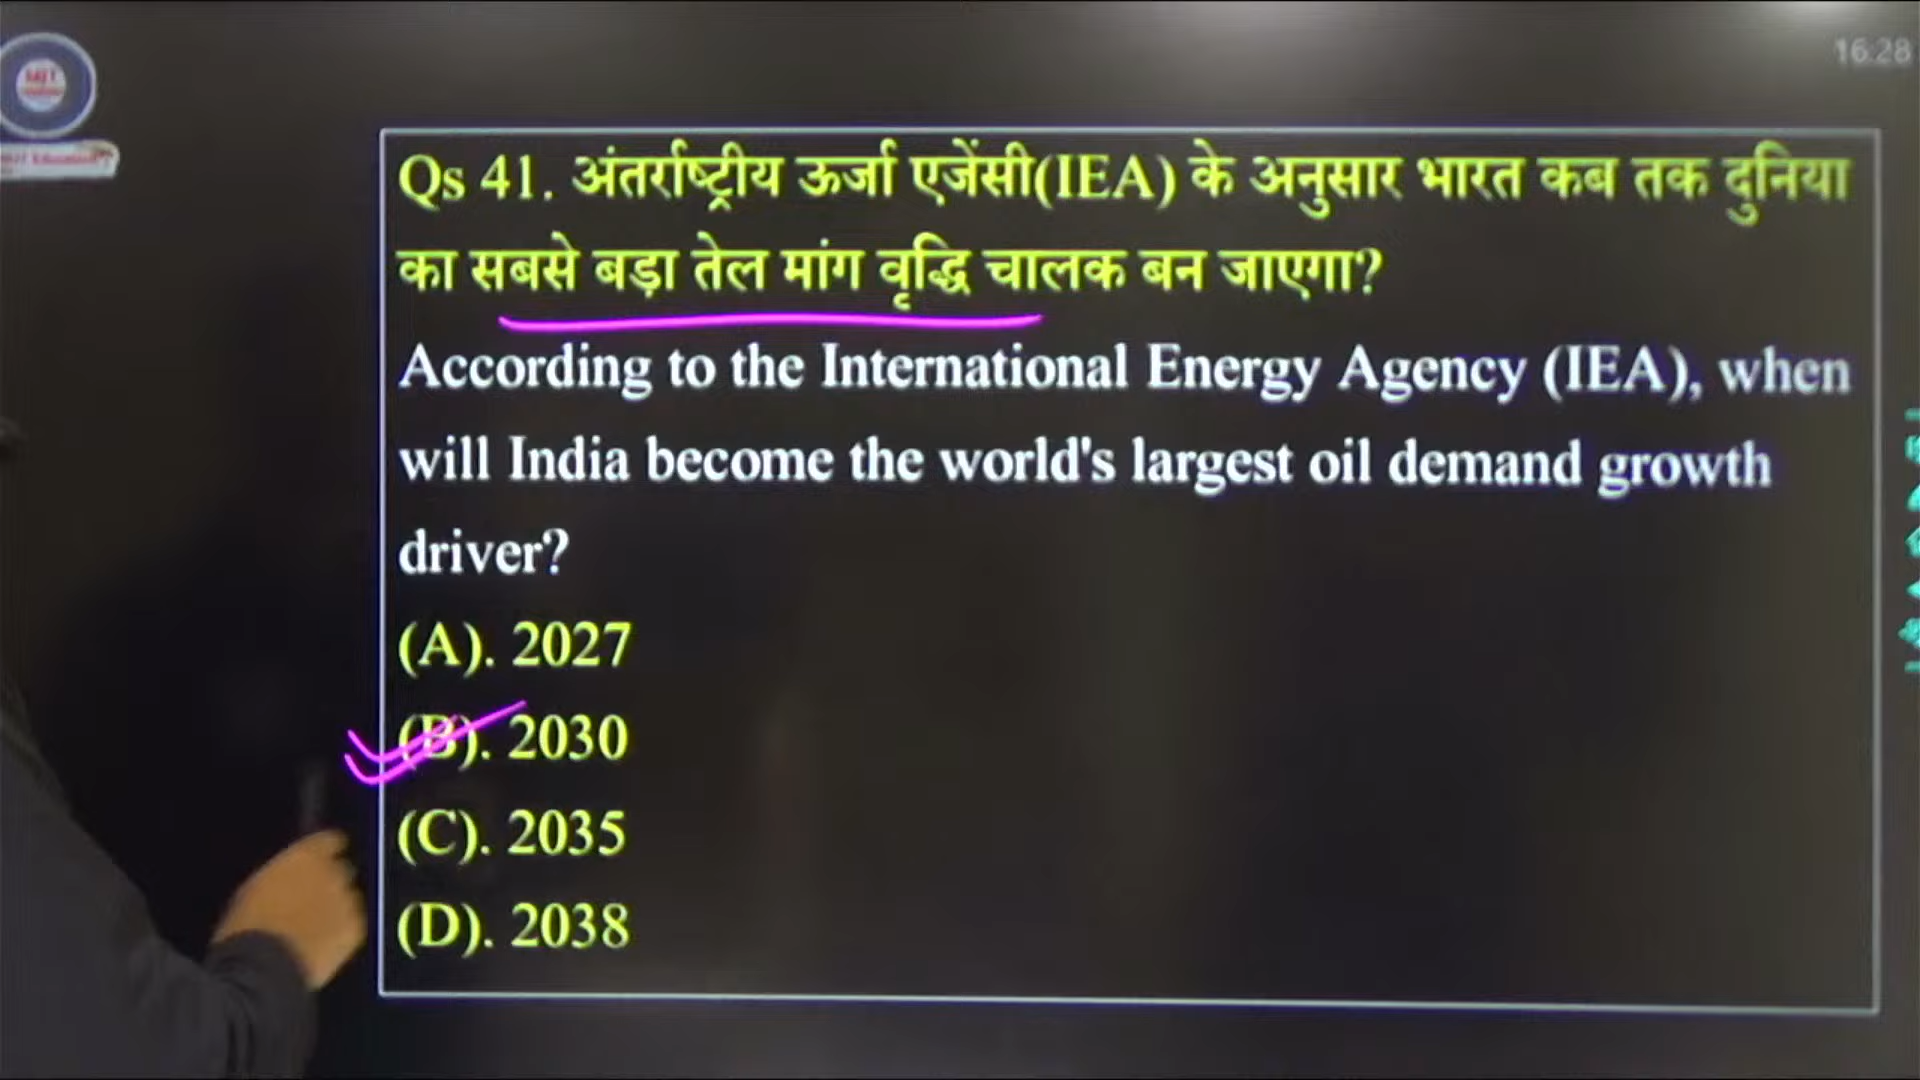 16:28
Qs 41. अंतर्राष्ट्रीय ऊर्जा एजेंसी(IEA) के अनुसार भारत कब तक दुनिया
का सबसे बड़ा तेल मांग वृद्धि चालक बन जाएगा?
According to the International Energy Agency (IEA), when
will India become the world's largest oil demand growth
driver?
(A). 2027
(B). 2030
(C). 2035
(D). 2038